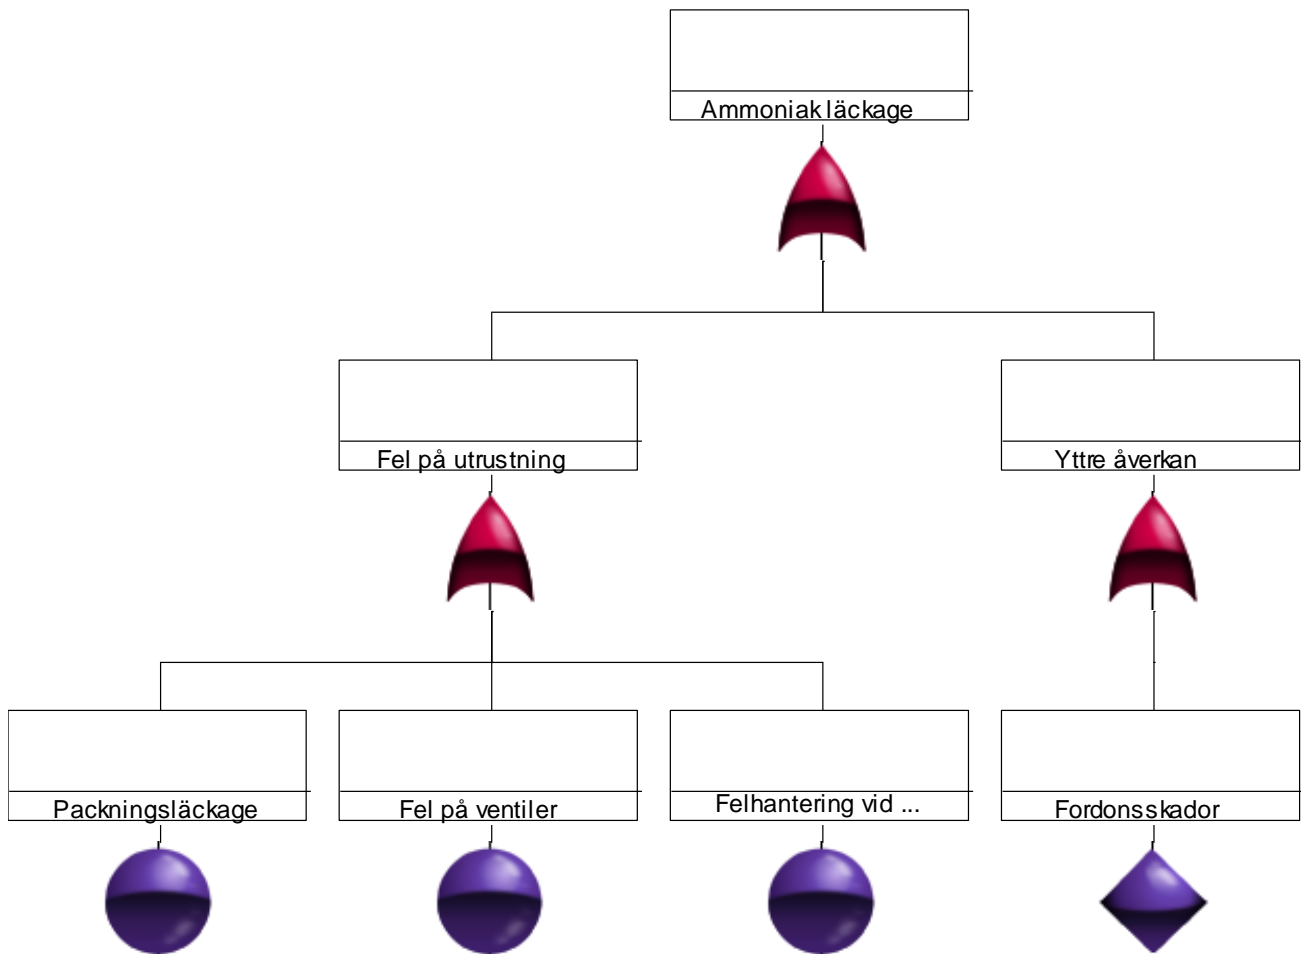 Ammoniak läckage
Fel på utrustning
Yttre åverkan
Packningsläckage
Fel på ventiler
Felhantering vid ...
Fordonsskador